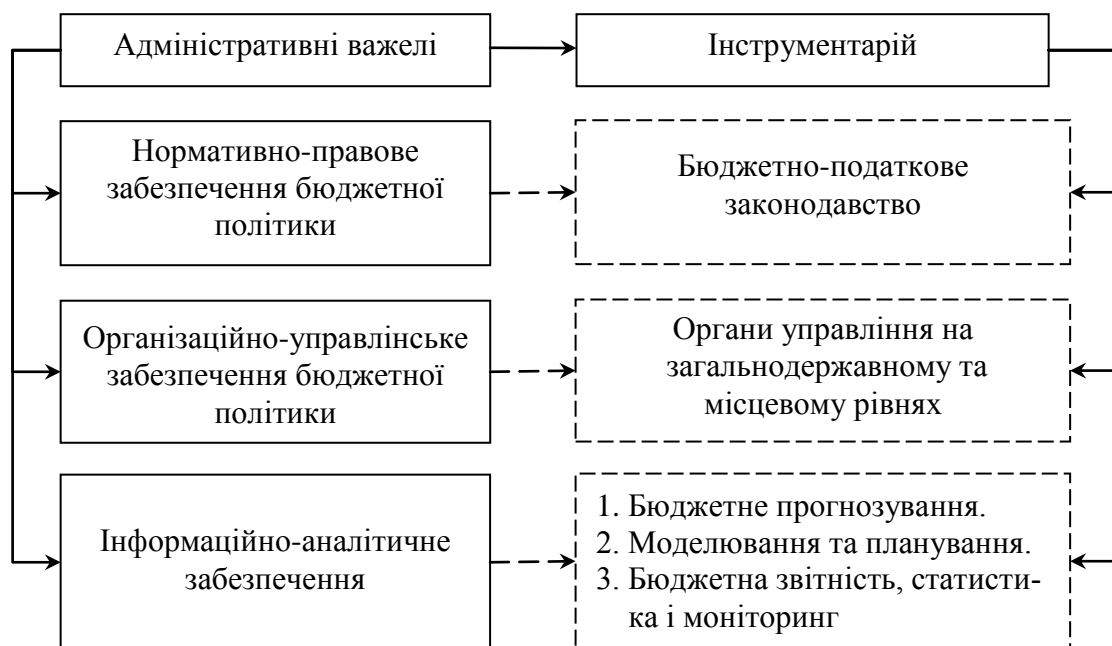 Адміністративні важелі
Інструментарій
Нормативно-правове
забезпечення бюджетної
політики
Бюджетно-податкове
законодавство
Організаційно-управлінське
забезпечення бюджетної
політики
Органи управління на
загальнодержавному та
місцевому рівнях
Інформаційно-аналітичне
забезпечення
1. Бюджетне прогнозування.
2. Моделювання та планування.
3. Бюджетна звітність, статисти-
ка і моніторинг